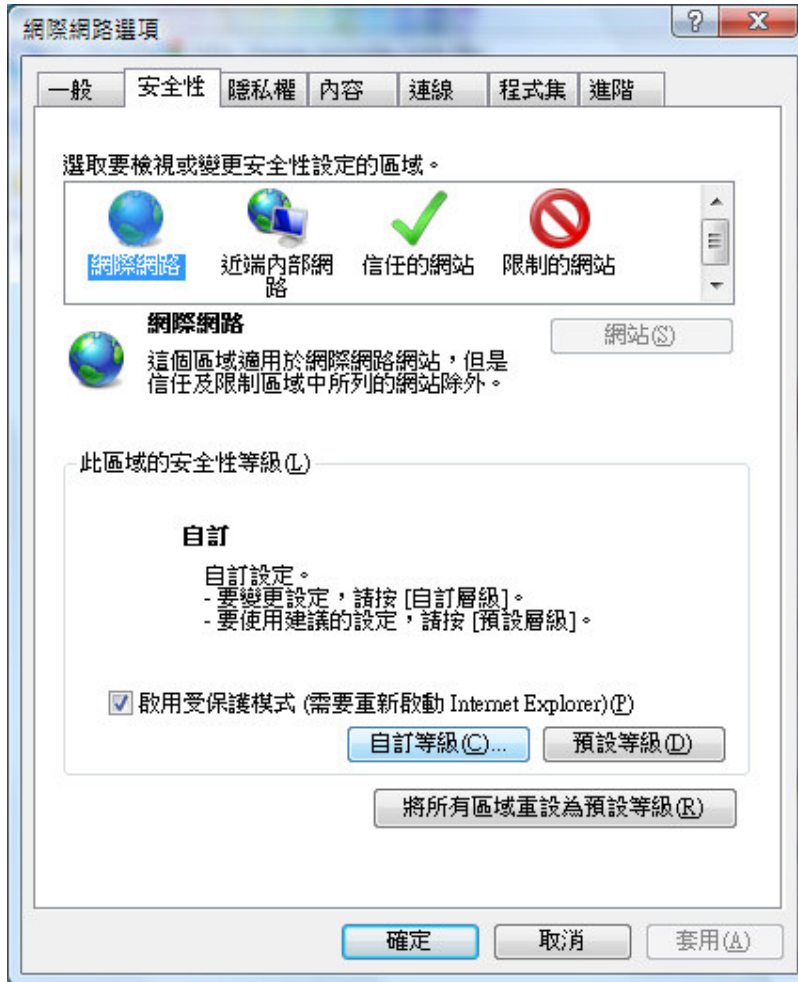 網際網路選項
一般 安全性 隱私權 內容 連線 程式集 進階
選取要檢視或變更安全性設定的區域。
網際網路 近端內部網路 信任的網站 限制的網站
網際網路
網站(S)
這個區域適用於網際網路網站，但是
信任及限制區域中所列的網站除外。
此區域的安全性等級(L)
自訂
自訂設定。
- 要變更設定，請按 [自訂層級]。
- 要使用建議的設定，請按 [預設層級]。
啟用受保護模式 (需要重新啟動 Internet Explorer)(P)
自訂等級(C)... 預設等級(D)
將所有區域重設為預設等級(R)
確定 取消 套用(A)